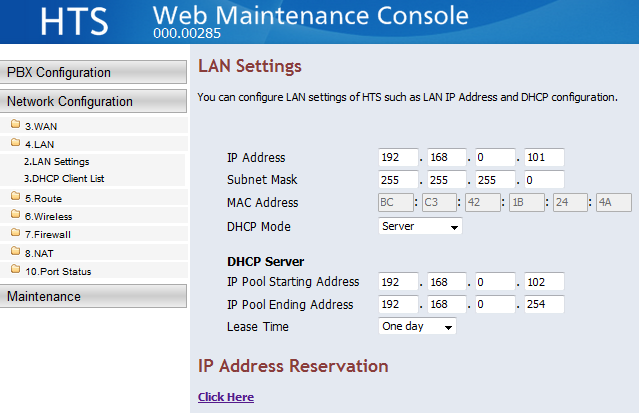 HTS Web Maintenance Console
000.00285
PBX Configuration
Network Configuration
3.WAN
4.LAN
2.LAN Settings
3.DHCP Client List
5.Route
6.Wireless
7.Firewall
8.NAT
10.Port Status
Maintenance
LAN Settings
You can configure LAN settings of HTS such as LAN IP Address and DHCP configuration.
IP Address 192 . 168 . 0 . 101
Subnet Mask 255 . 255 . 255 . 0
MAC Address BC : C3 : 42 : 1B : 24 : 4A
DHCP Mode Server
DHCP Server
IP Pool Starting Address 192 . 168 . 0 . 102
IP Pool Ending Address 192 . 168 . 0 . 254
Lease Time One day
IP Address Reservation
Click Here